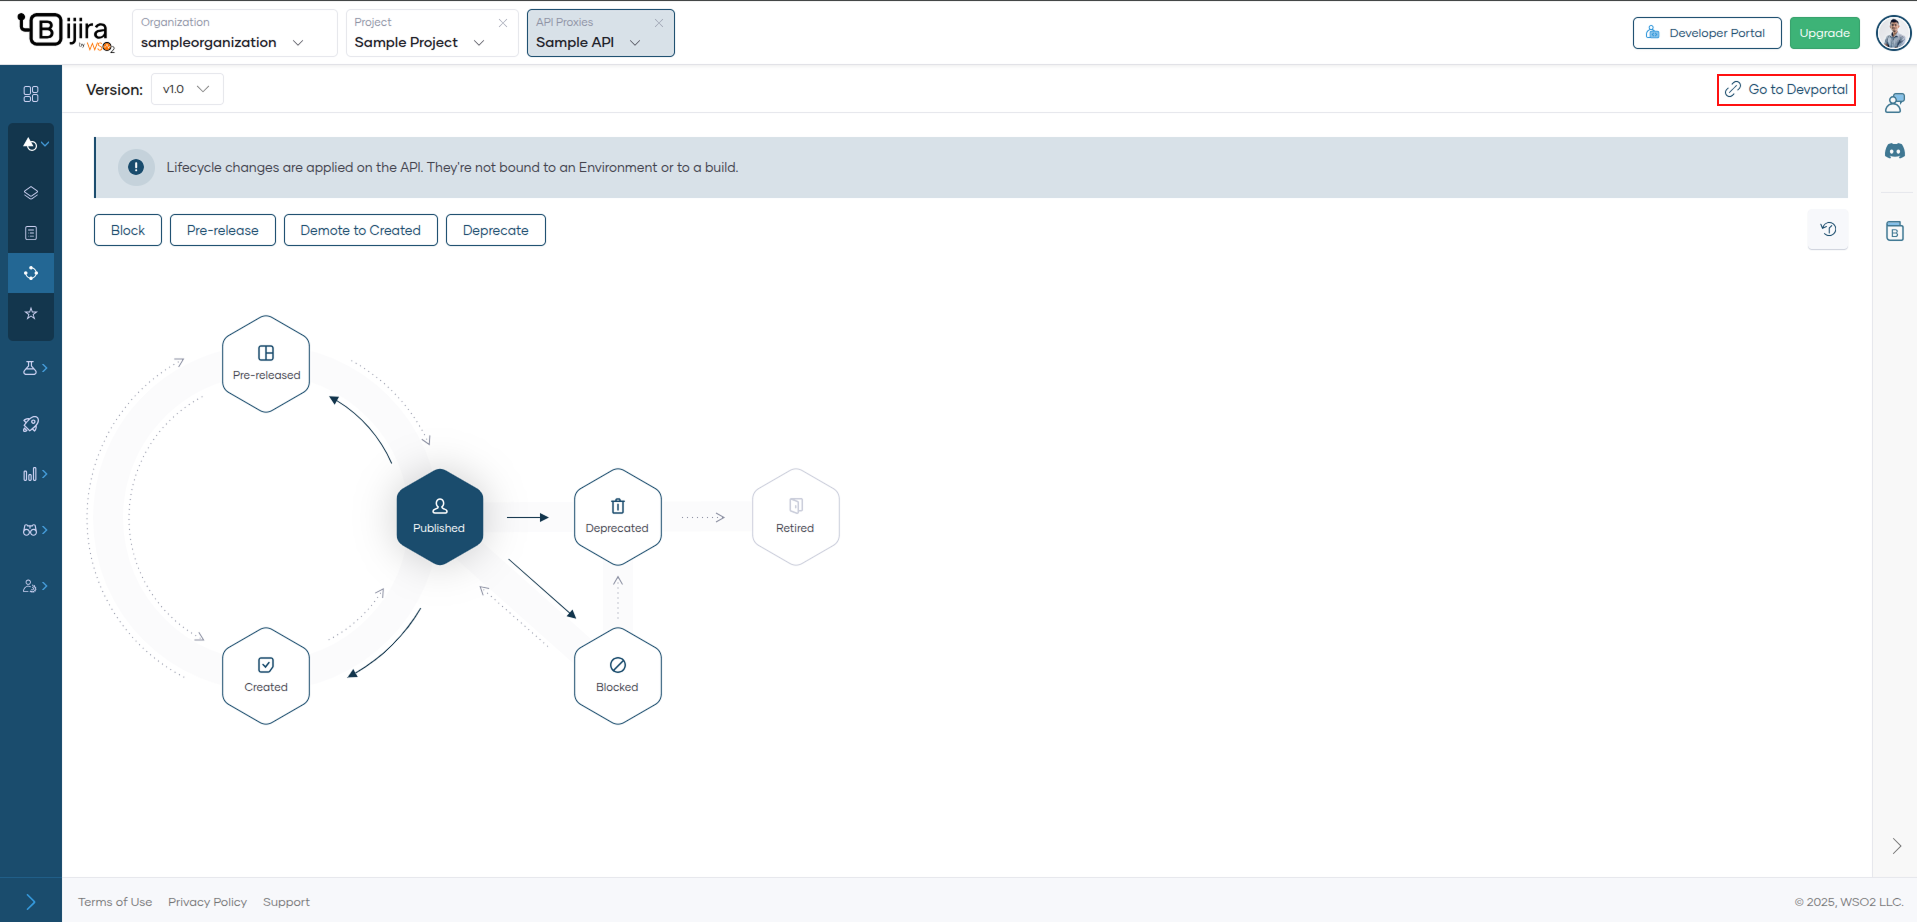 Bijira
by WSO2
Organization
sampleorganization
Project
Sample Project
API Proxies
Sample API
Developer Portal
Upgrade
Version:
v1.0
Go to Devportal
Lifecycle changes are applied on the API. They're not bound to an Environment or to a build.
Block
Pre-release
Demote to Created
Deprecate
Pre-released
Published
Deprecated
Retired
Created
Blocked
B
Terms of Use
Privacy Policy
Support
© 2025, WSO2 LLC.